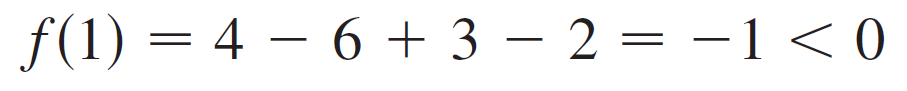 f(1) = 4 − 6 + 3 − 2 = −1 < 0